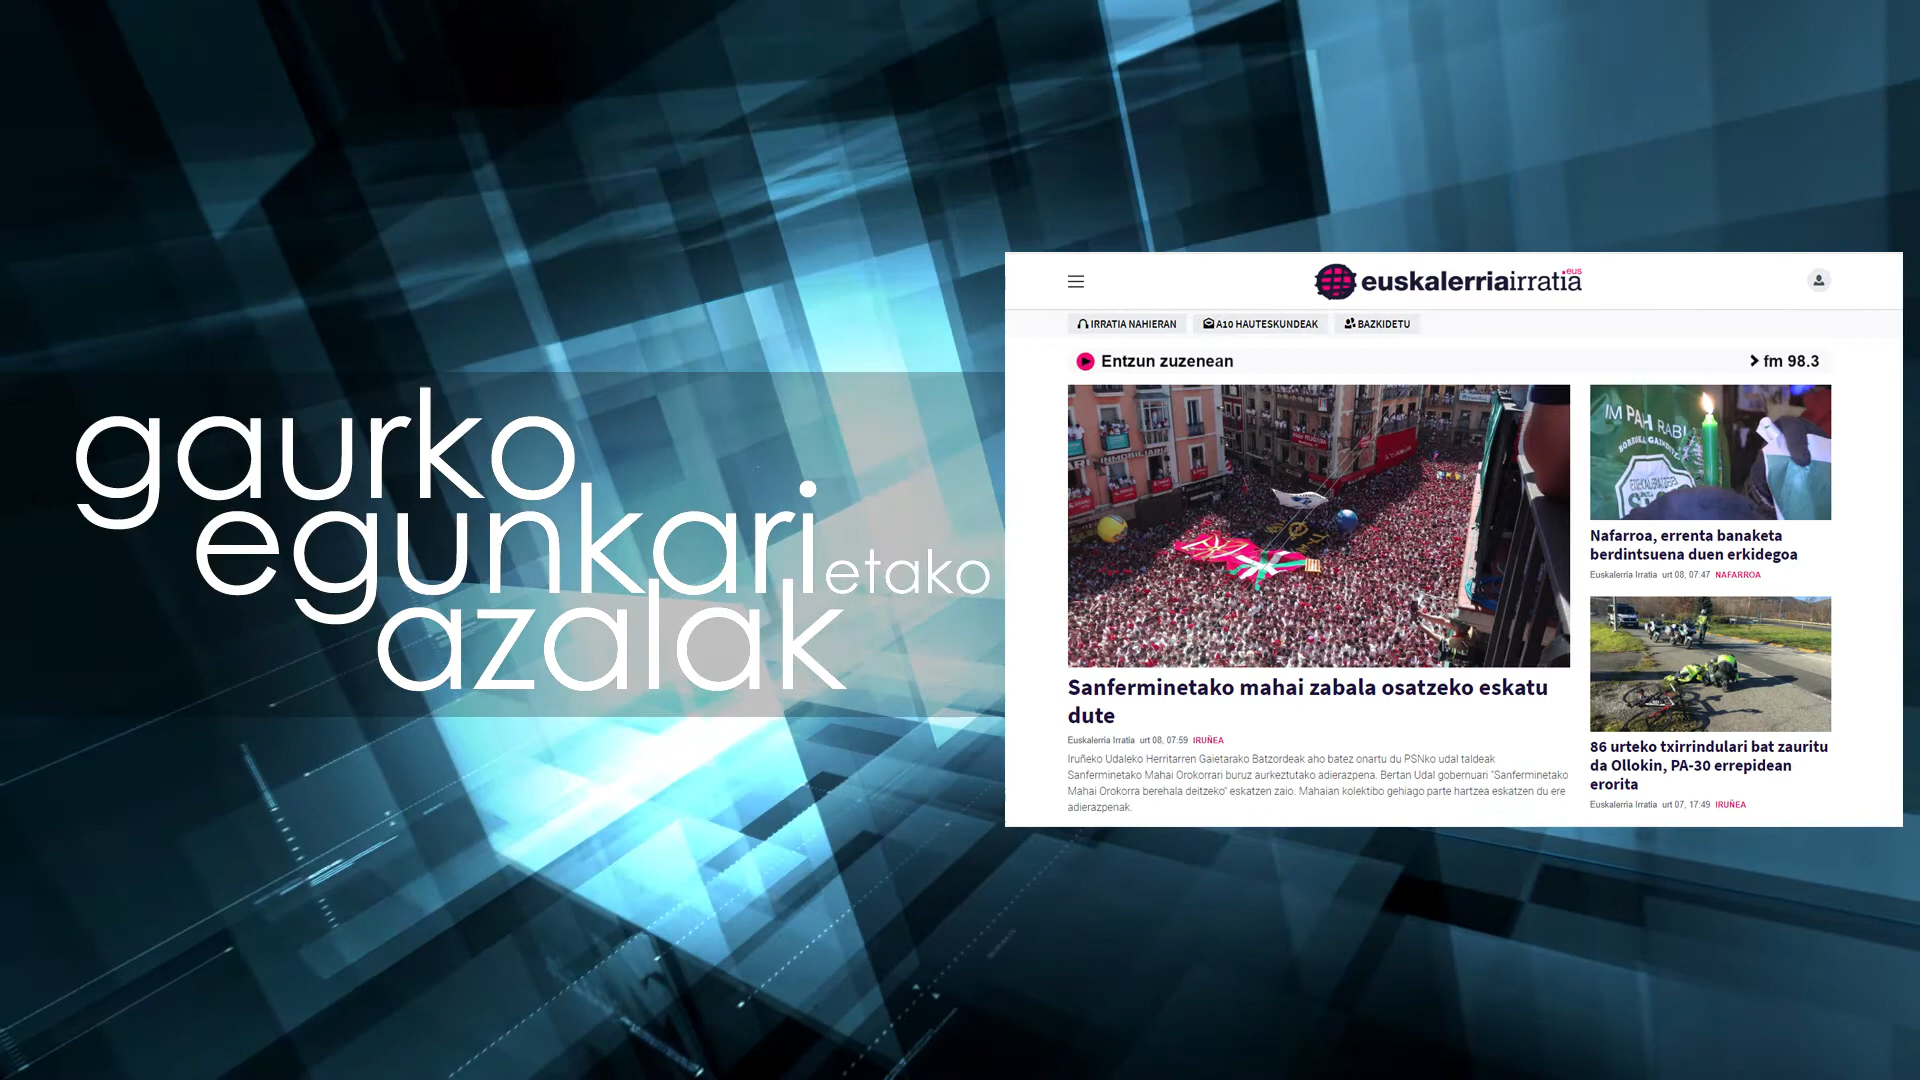 gaurko
egunkarietako
azalak
euskalerriairratia.eus
IRRATIA NAHIERAN
A10 HAUTESKUNDEAK
BAZKIDETU
Entzun zuzenean
fm 98.3
Sanferminetako mahai zabala osatzeko eskatu
dute
Euskalerria Irratia urt 08, 07:59 IRUÑEA
Iruñeko Udaleko Herritarren Gaietarako Batzordeak aho batez onartu du PSNko udal taldeak
Sanferminetako Mahai Orokorrari buruz aurkeztutako adierazpena. Bertan Udal gobernuari "Sanferminetako
Mahai Orokorra berehala deitzeko" eskatzen zaio. Mahaian kolektibo gehiago parte hartzea eskatzen du ere
adierazpenak.
Nafarroa, errenta banaketa
berdintsuena duen erkidegoa
Euskalerria Irratia urt 08, 07:47 NAFARROA
86 urteko txirrindulari bat zauritu
da Ollokin, PA-30 errepidean
erorita
Euskalerria Irratia urt 07, 17:49 IRUÑEA